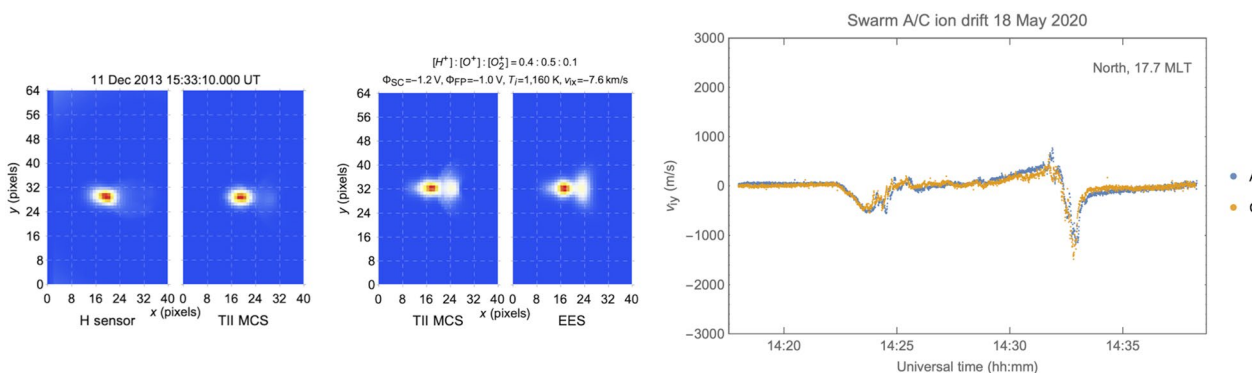 11 Dec 2013 15:33:10.000 UT
64
56
48
40
32
24
16
8
0
y (pixels)
0 8 16 24 32 40 0 8 16 24 32 40
x (pixels)
H sensor TII MCS
[H⁺] : [O⁺] : [O₂⁺] = 0.4 : 0.5 : 0.1
Φ_SC=−1.2 V, Φ_FP=−1.0 V, T_i=1,160 K, v_ix=−7.6 km/s
64
56
48
40
32
24
16
8
0
y (pixels)
0 8 16 24 32 40 0 8 16 24 32 40
x (pixels)
TII MCS EES
Swarm A/C ion drift 18 May 2020
North, 17.7 MLT
3000
2000
1000
0
-1000
-2000
-3000
v_iy (m/s)
14:20 14:25 14:30 14:35
Universal time (hh:mm)
A